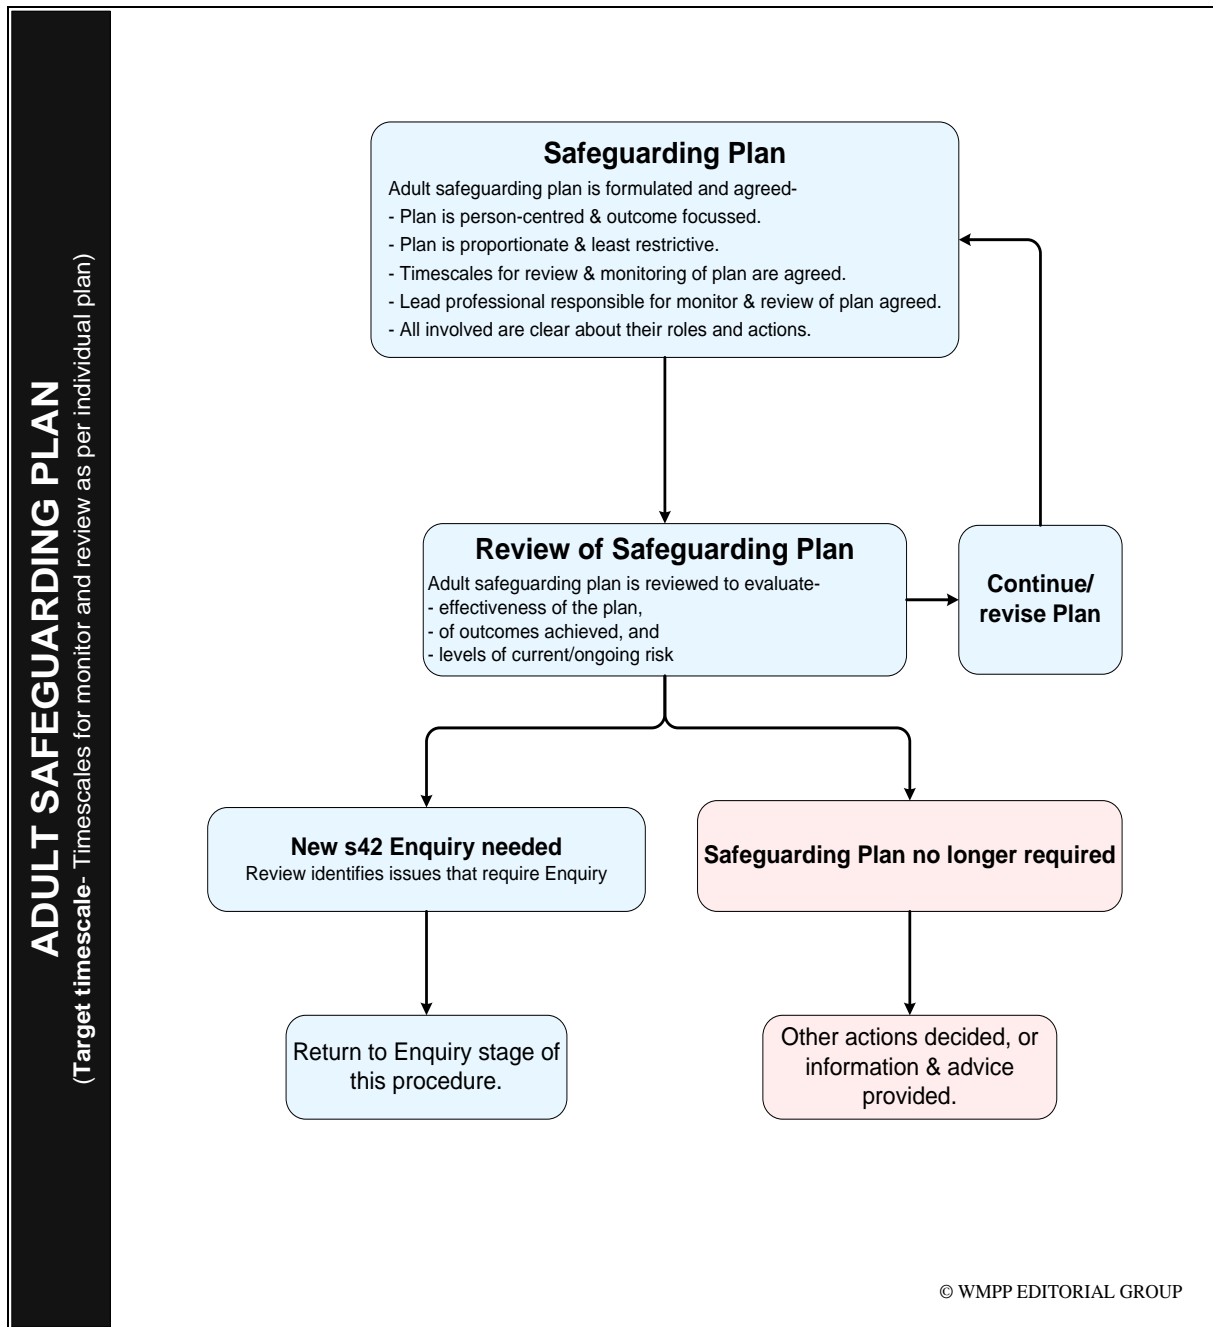 ADULT SAFEGUARDING PLAN
(Target timescale- Timescales for monitor and review as per individual plan)
Safeguarding Plan
Adult safeguarding plan is formulated and agreed-
- Plan is person-centred & outcome focussed.
- Plan is proportionate & least restrictive.
- Timescales for review & monitoring of plan are agreed.
- Lead professional responsible for monitor & review of plan agreed.
- All involved are clear about their roles and actions.
Review of Safeguarding Plan
Adult safeguarding plan is reviewed to evaluate-
- effectiveness of the plan,
- of outcomes achieved, and
- levels of current/ongoing risk
Continue/
revise Plan
New s42 Enquiry needed
Review identifies issues that require Enquiry
Safeguarding Plan no longer required
Return to Enquiry stage of
this procedure.
Other actions decided, or
information & advice
provided.
© WMPP EDITORIAL GROUP